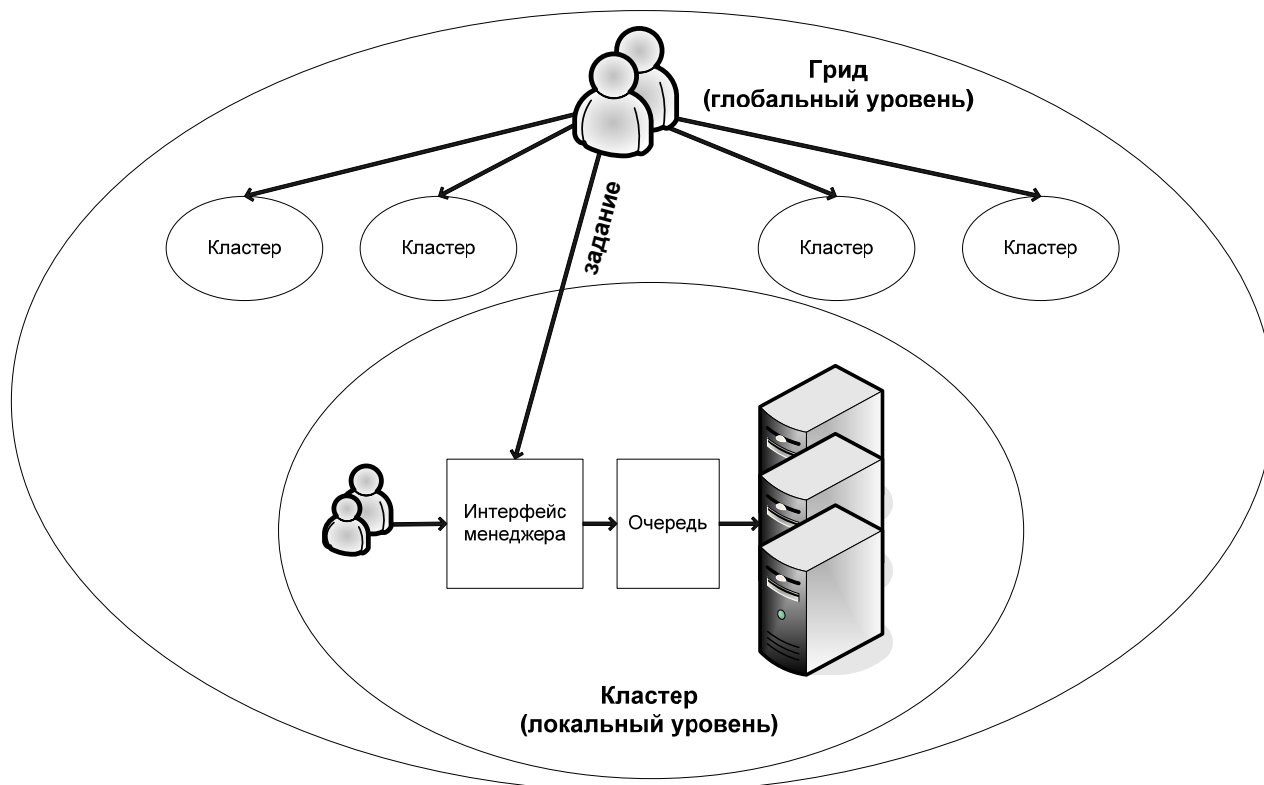 Грид
(глобальный уровень)
задание
Кластер
Кластер
Кластер
Кластер
Интерфейс
менеджера
Очередь
Кластер
(локальный уровень)